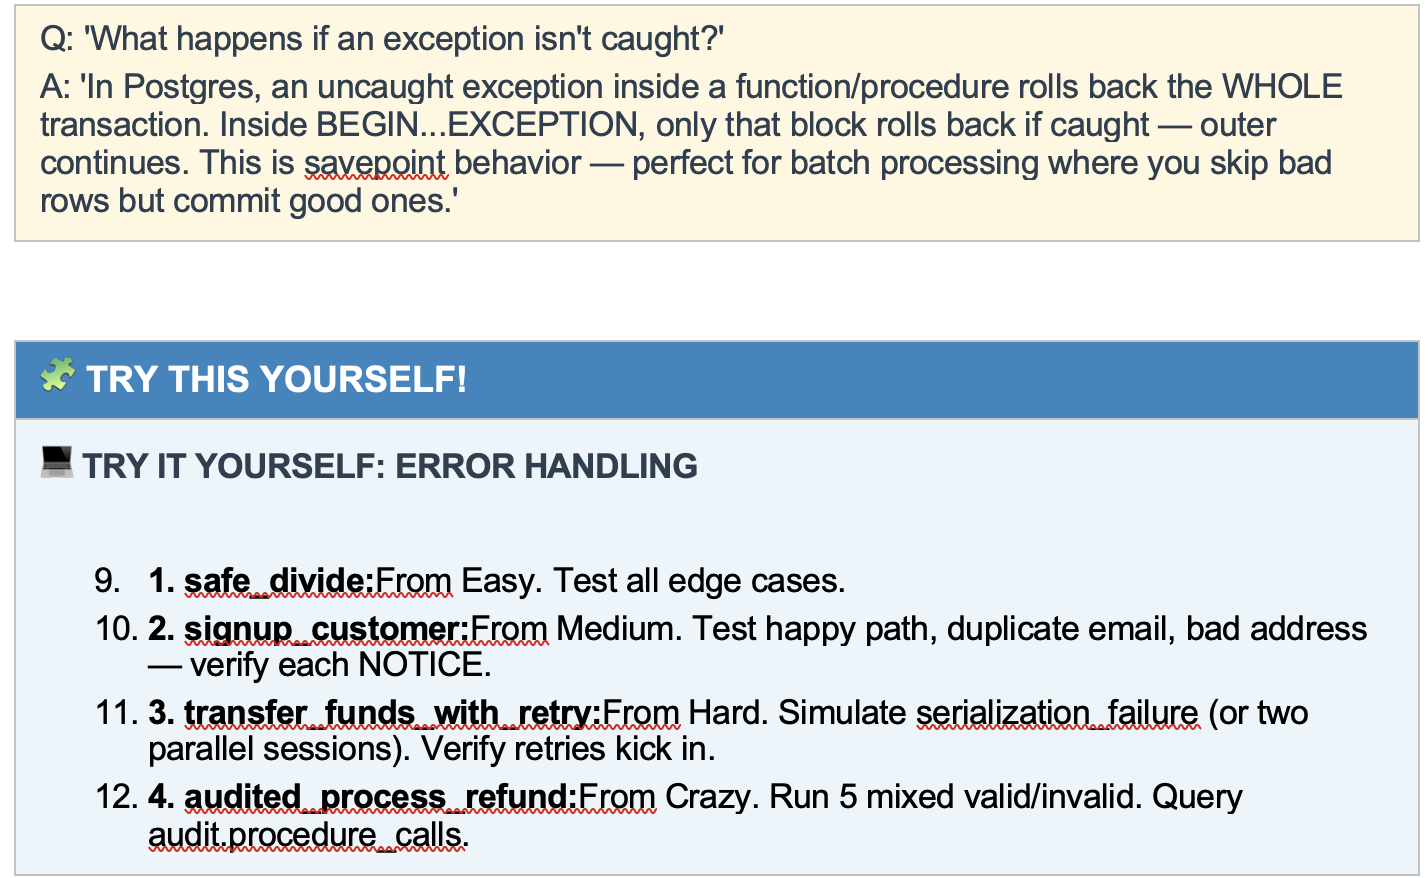 Q: 'What happens if an exception isn't caught?'
A: 'In Postgres, an uncaught exception inside a function/procedure rolls back the WHOLE
transaction. Inside BEGIN...EXCEPTION, only that block rolls back if caught — outer
continues. This is savepoint behavior — perfect for batch processing where you skip bad
rows but commit good ones.'
🧩 TRY THIS YOURSELF!
💻 TRY IT YOURSELF: ERROR HANDLING
9. 1. safe_divide:From Easy. Test all edge cases.
10. 2. signup_customer:From Medium. Test happy path, duplicate email, bad address
— verify each NOTICE.
11. 3. transfer_funds_with_retry:From Hard. Simulate serialization_failure (or two
parallel sessions). Verify retries kick in.
12. 4. audited_process_refund:From Crazy. Run 5 mixed valid/invalid. Query
audit.procedure_calls.